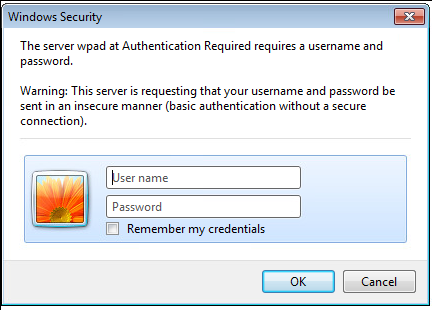 Windows Security
The server wpad at Authentication Required requires a username and
password.
Warning: This server is requesting that your username and password be
sent in an insecure manner (basic authentication without a secure
connection).
User name
Password
Remember my credentials
OK
Cancel